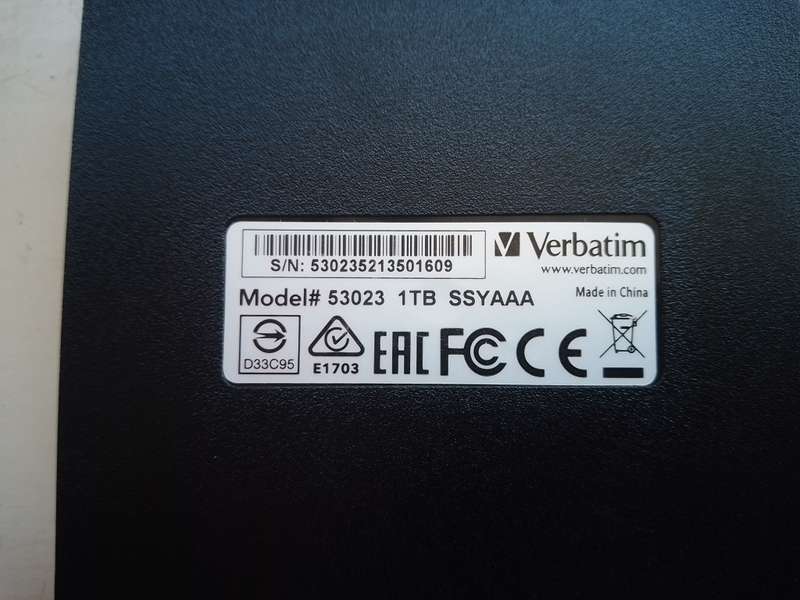 S/N: 530235213501609
Verbatim
www.verbatim.com
Model# 53023 1TB SSYAAA
Made in China
D33C95
E1703
EAC
FC
CE